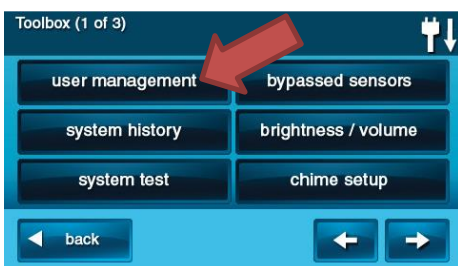 Toolbox (1 of 3)
user management
bypassed sensors
system history
brightness / volume
system test
chime setup
back